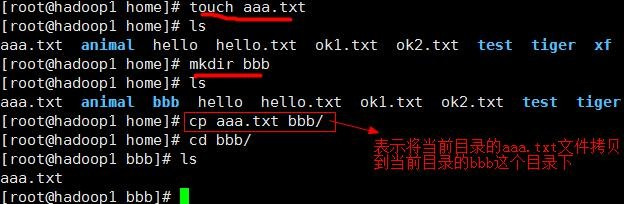 [root@hadoop1 home]# touch aaa.txt
[root@hadoop1 home]# ls
aaa.txt animal hello hello.txt ok1.txt ok2.txt test tiger xf
[root@hadoop1 home]# mkdir bbb
[root@hadoop1 home]# ls
aaa.txt animal bbb hello hello.txt ok1.txt ok2.txt test tiger
[root@hadoop1 home]# cp aaa.txt bbb/
[root@hadoop1 home]# cd bbb/
[root@hadoop1 bbb]# ls
aaa.txt
[root@hadoop1 bbb]#
表示将当前目录的aaa.txt文件拷贝
到当前目录的bbb这个目录下